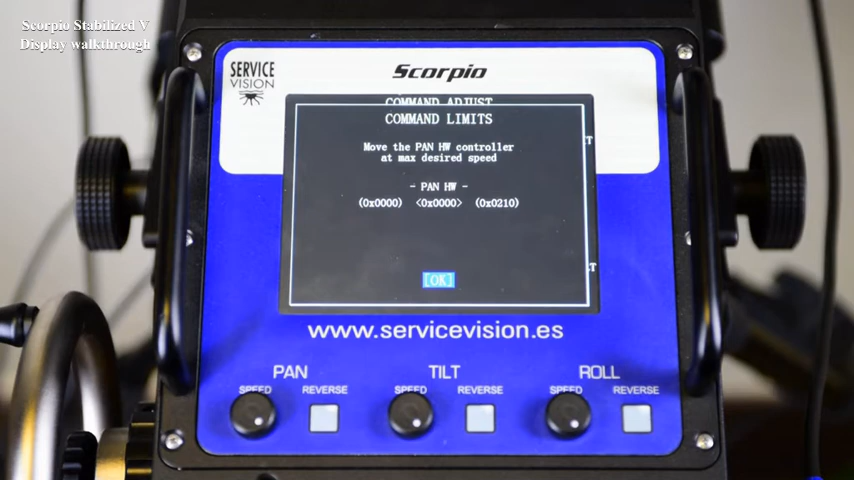 Scorpio Stabilized V
Display walkthrough
SERVICE
VISION
Scorpio
COMMAND ADJUST
COMMAND LIMITS
Move the PAN HW controller
at max desired speed
- PAN HW -
(0x0000) <0x0000> (0x0210)
[OK]
www.servicevision.es
PAN TILT ROLL
SPEED REVERSE SPEED REVERSE SPEED REVERSE